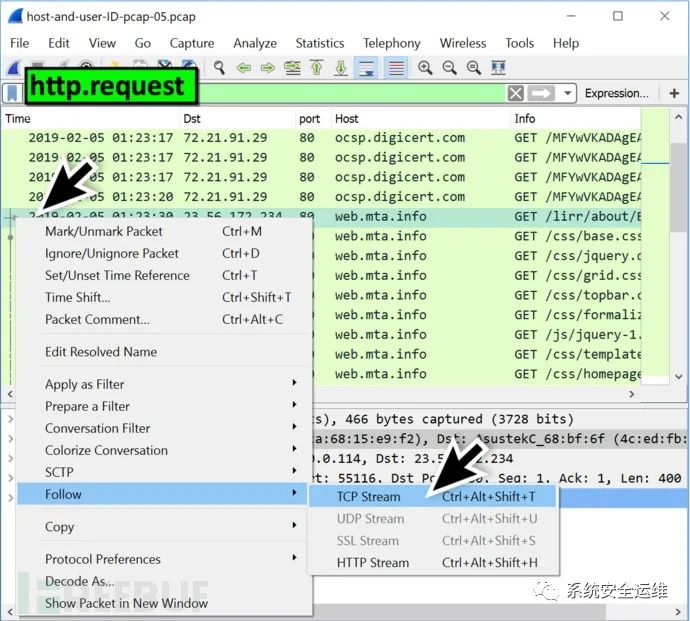 host-and-user-ID-pcap-05.pcap
File Edit View Go Capture Analyze Statistics Telephony Wireless Tools Help
http.request
Expression... +
Time Dst port Host Info
2019-02-05 01:23:17 72.21.91.29 80 ocsp.digicert.com GET /MFYwVKADAgEA
2019-02-05 01:23:17 72.21.91.29 80 ocsp.digicert.com GET /MFYwVKADAgEA
2019-02-05 01:23:17 72.21.91.29 80 ocsp.digicert.com GET /MFYwVKADAgEA
2019-02-05 01:23:20 72.21.91.29 80 ocsp.digicert.com GET /MFYwVKADAgEA
2019-02-05 01:23:30 23.56.172.234 80 web.mta.info GET /lirr/about/
web.mta.info GET /css/base.css
web.mta.info GET /css/jquery.
web.mta.info GET /css/grid.css
web.mta.info GET /css/topbar.c
web.mta.info GET /css/formaliz
web.mta.info GET /js/jquery-1.
web.mta.info GET /css/template
web.mta.info GET /css/homepage
Mark/Unmark Packet Ctrl+M
Ignore/Unignore Packet Ctrl+D
Set/Unset Time Reference Ctrl+T
Time Shift... Ctrl+Shift+T
Packet Comment... Ctrl+Alt+C
Edit Resolved Name
Apply as Filter
Prepare a Filter
Conversation Filter
Colorize Conversation
SCTP
Follow
Copy
Protocol Preferences
Decode As...
Show Packet in New Window
s), 466 bytes captured (3728 bits)
a:68:15:e9:f2), Dst: AsustekC_68:bf:6f (4c:ed:fb:
0.0.114, Dst: 23.5 .234
rt: 55116, Dst Po 80, Seq: 1, Ack: 1, Len: 400
TCP Stream Ctrl+Alt+Shift+T
UDP Stream Ctrl+Alt+Shift+U
SSL Stream Ctrl+Alt+Shift+S
HTTP Stream Ctrl+Alt+Shift+H
FREEBUF
系统安全运维